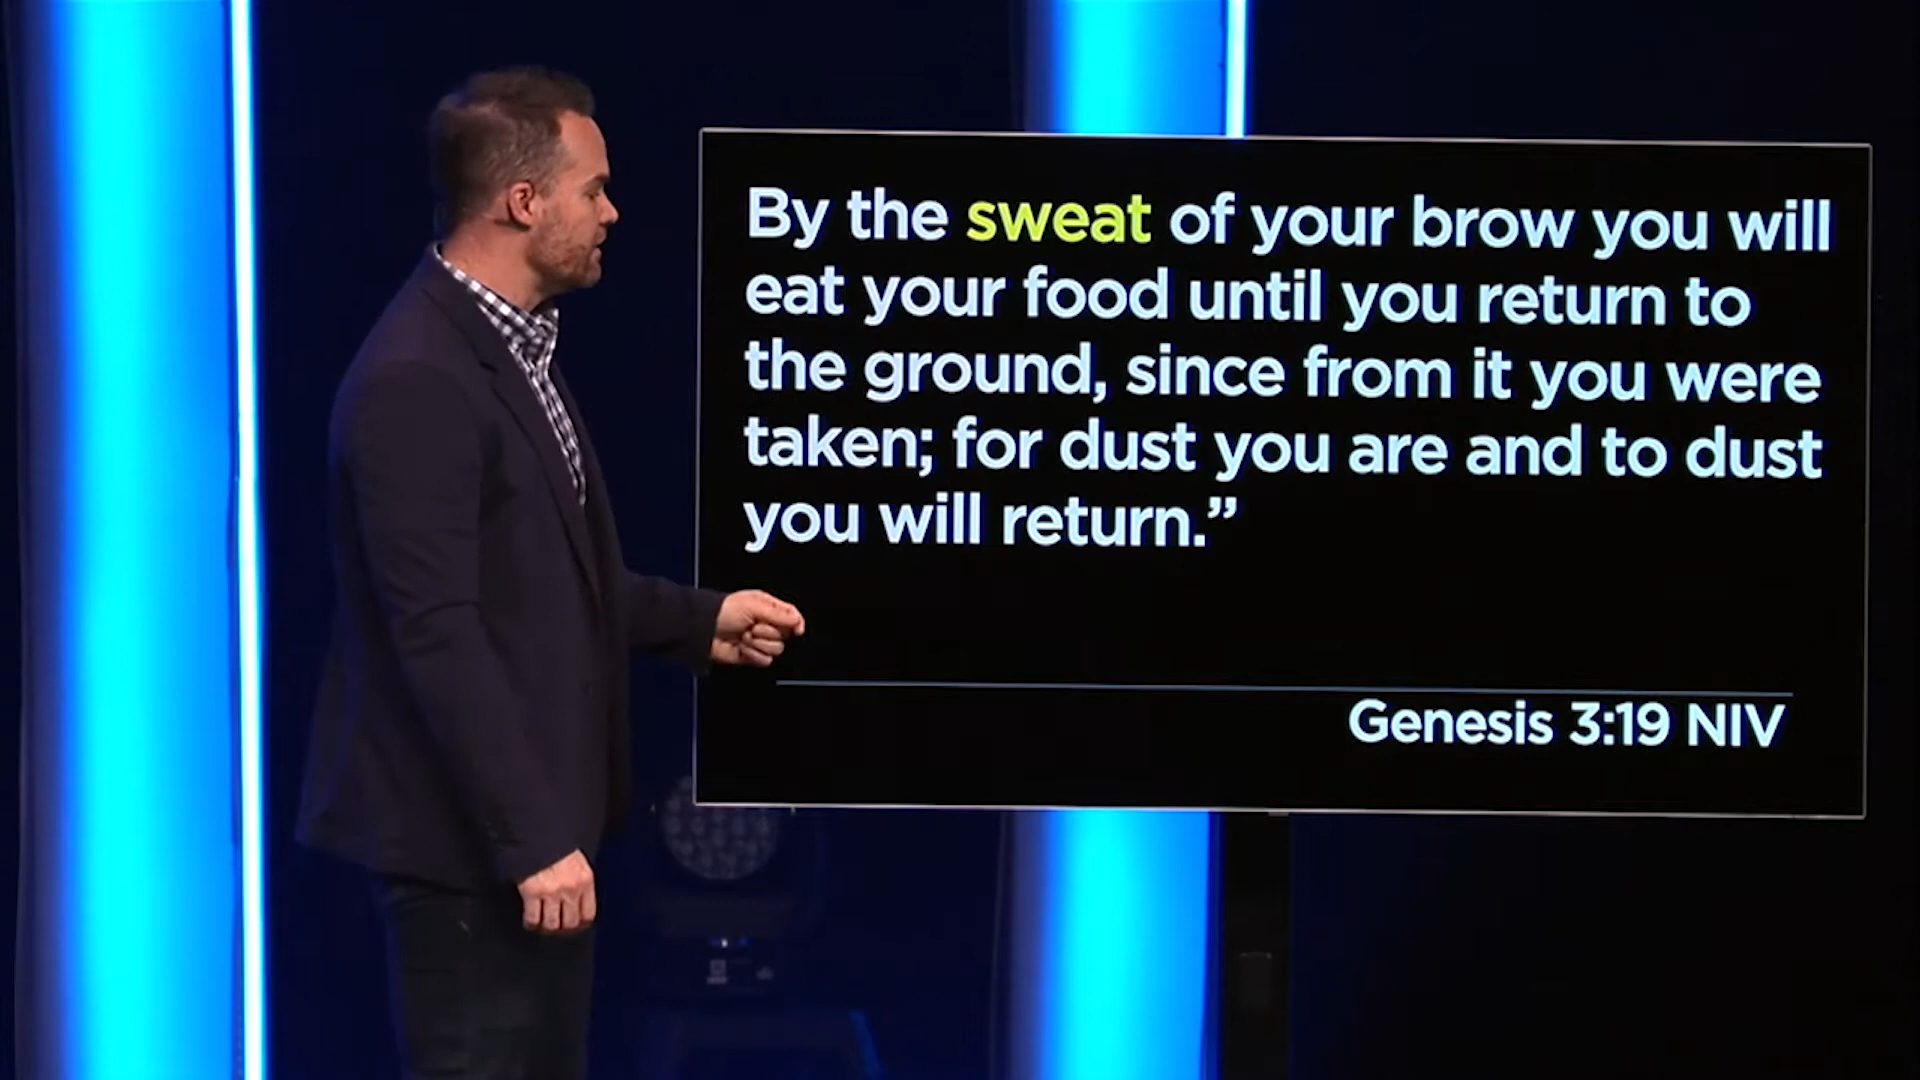 By the sweat of your brow you will
eat your food until you return to
the ground, since from it you were
taken; for dust you are and to dust
you will return.”
Genesis 3:19 NIV